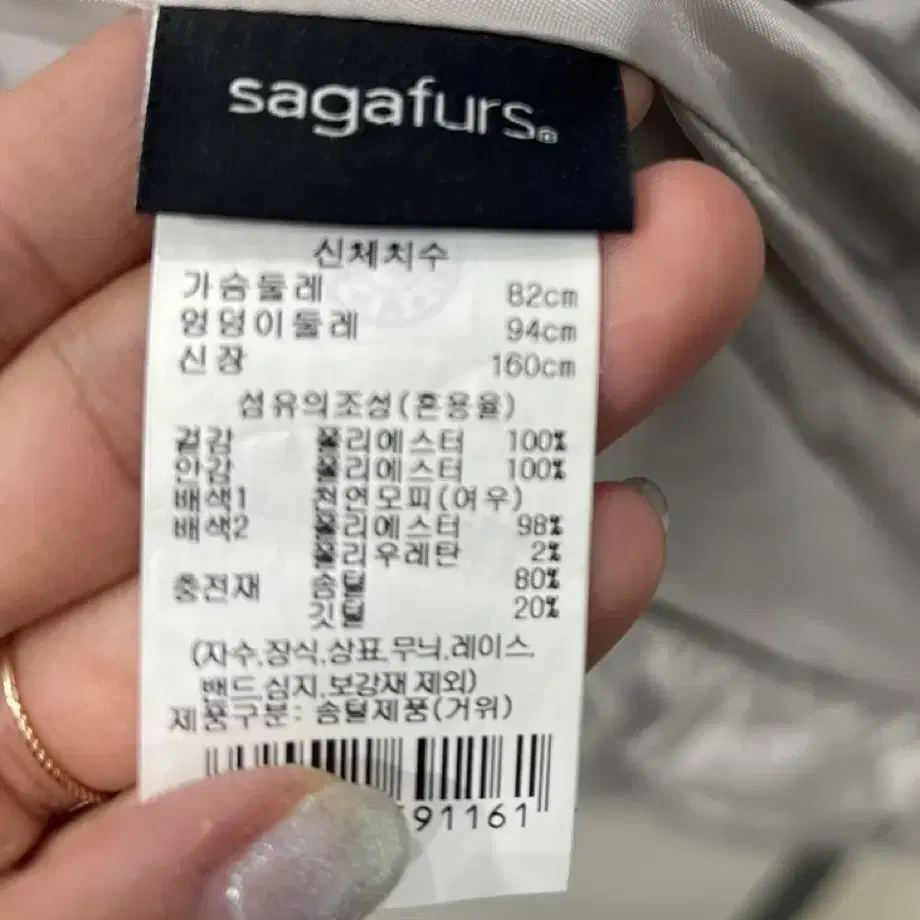 sagafurs®
신체치수
가슴둘레 82cm
엉덩이둘레 94cm
신장 160cm
섬유의조성(혼용율)
겉감 폴리에스터 100%
안감 폴리에스터 100%
배색1 천연모피(여우)
배색2 폴리에스터 98%
폴리우레탄 2%
충전재 솜털 80%
깃털 20%
(자수,장식,상표,무늬,레이스,
밴드,심지,보강재 제외)
제품구분: 솜털제품(거위)
91161